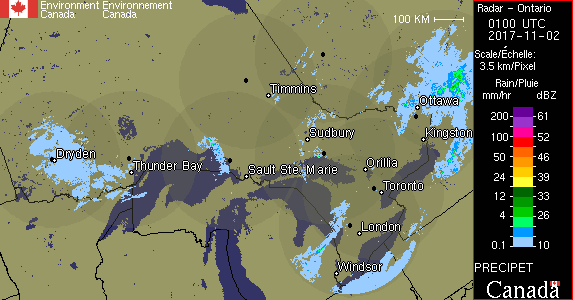 Environment Environnement
Canada Canada
100 KM
Radar - Ontario
0100 UTC
2017-11-02
Scale/Échelle:
3.5 km/Pixel
Rain/Pluie
mm/hr dBZ
200 61
100 52
50 46
24 39
12 33
4 26
0.1 10
PRECIPET
Canada
Timmins
Ottawa
Sudbury
Kingston
Dryden
Thunder Bay
Sault Ste. Marie
Orillia
Toronto
London
Windsor